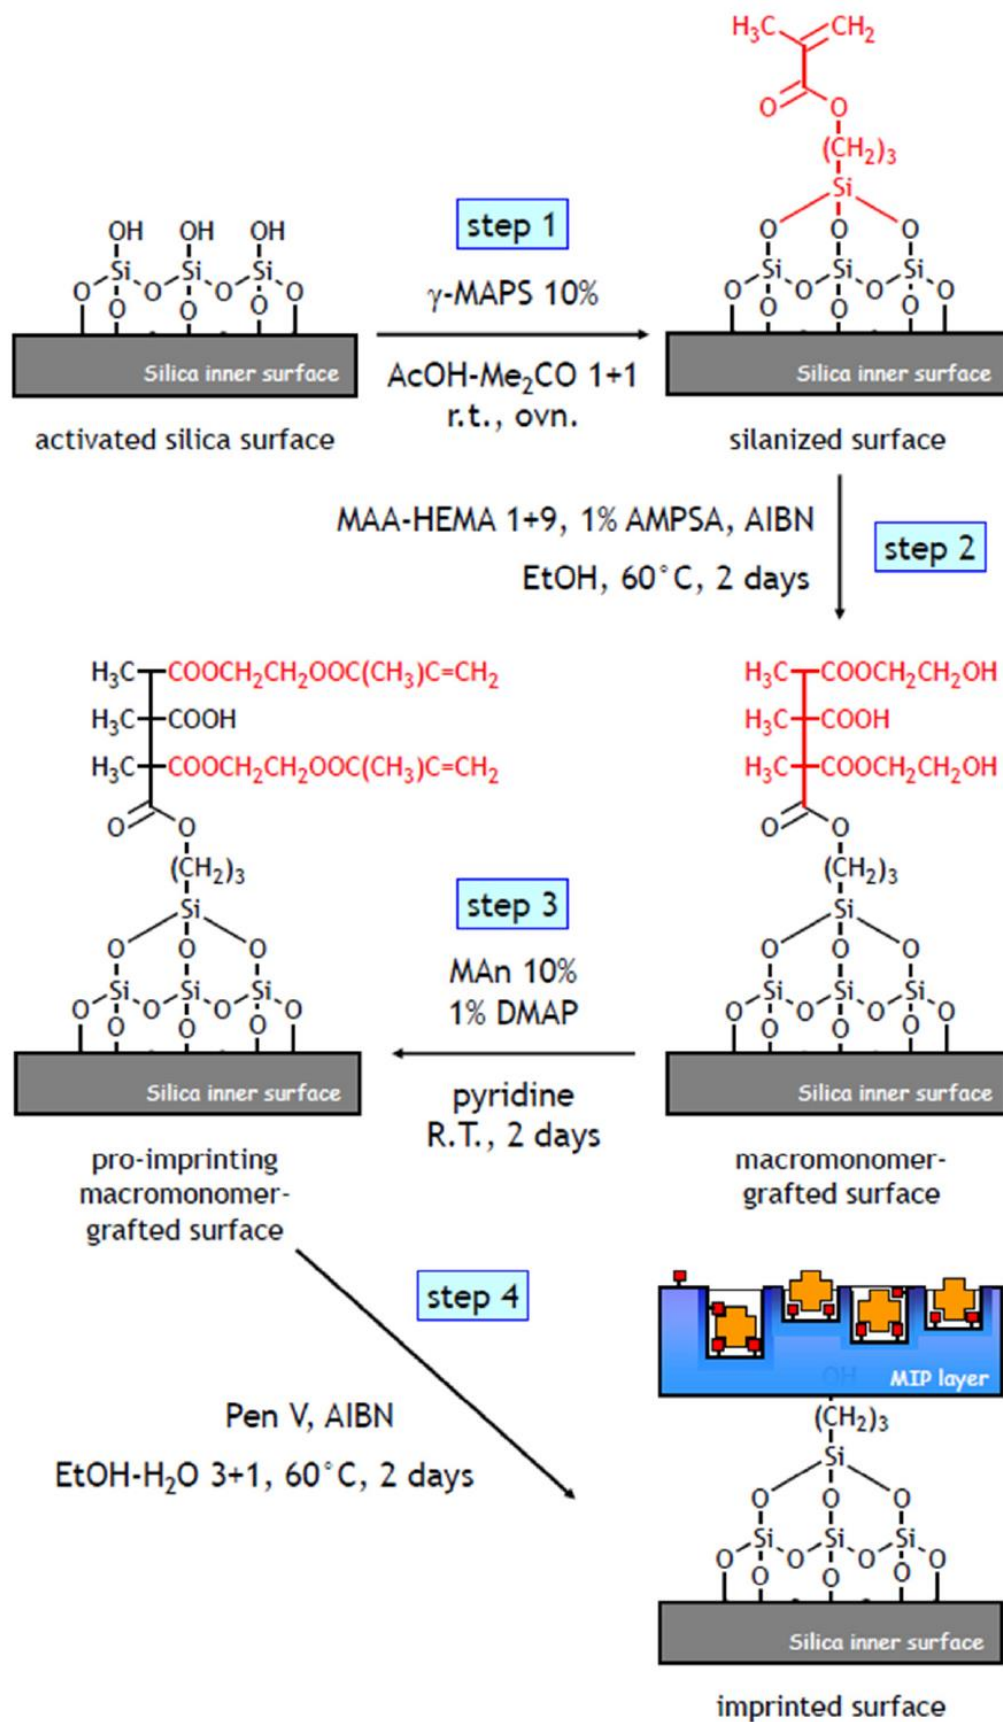 H₃C CH₂
O O
(CH₂)₃
Si
OH OH OH
step 1
O O O
Si Si Si
γ-MAPS 10%
Si Si Si
O O O O
O O O O
O O O
O O O
Silica inner surface
AcOH-Me₂CO 1+1
Silica inner surface
r.t., ovn.
activated silica surface
silanized surface
MAA-HEMA 1+9, 1% AMPSA, AIBN
step 2
EtOH, 60°C, 2 days
H₃C COOCH₂CH₂OOC(CH₃)C=CH₂
H₃C COOH
H₃C COOCH₂CH₂OOC(CH₃)C=CH₂
O O
(CH₂)₃
Si
O O O
Si Si Si
O O O O
O O O
Silica inner surface
pro-imprinting
macromonomer-
grafted surface
H₃C COOCH₂CH₂OH
H₃C COOH
H₃C COOCH₂CH₂OH
O O
(CH₂)₃
Si
O O O
Si Si Si
O O O O
O O O
Silica inner surface
macromonomer-
grafted surface
step 3
MAn 10%
1% DMAP
pyridine
R.T., 2 days
step 4
Pen V, AIBN
EtOH-H₂O 3+1, 60°C, 2 days
OH
MIP layer
(CH₂)₃
Si
O O O
Si Si Si
O O O O
O O O
Silica inner surface
imprinted surface